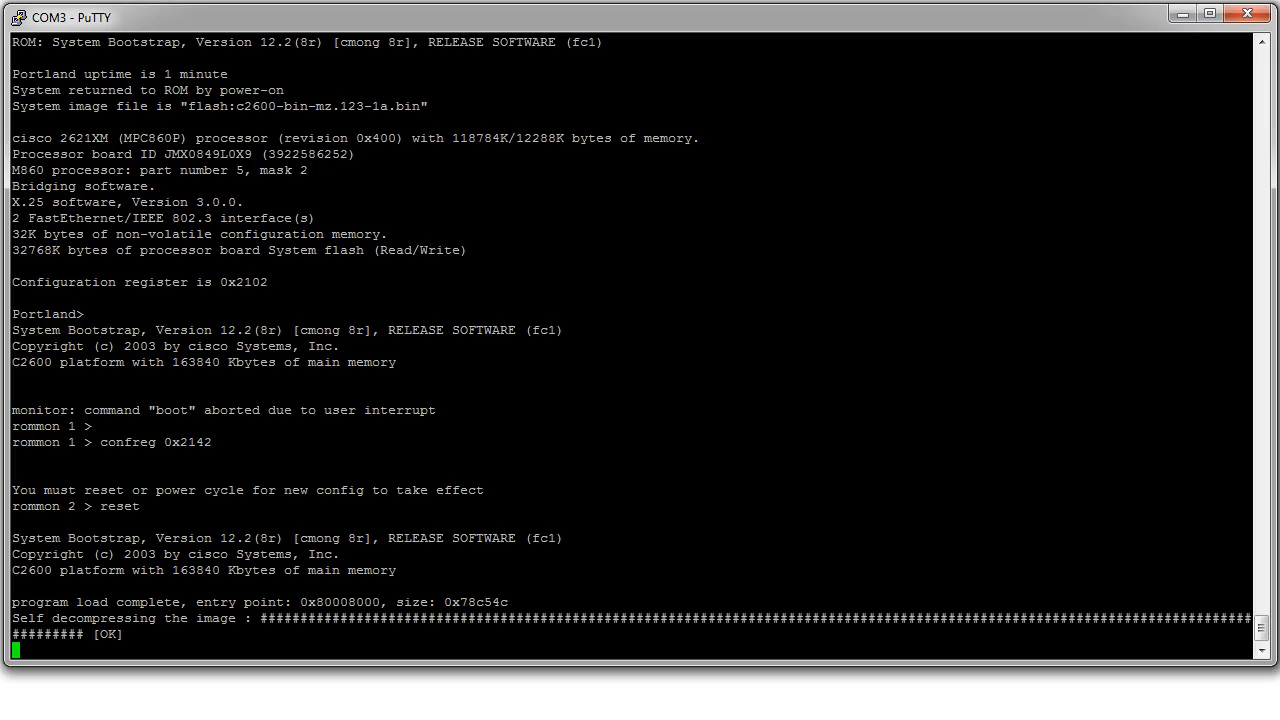 COM3 - PuTTY
ROM: System Bootstrap, Version 12.2(8r) [cmong 8r], RELEASE SOFTWARE (fc1)
Portland uptime is 1 minute
System returned to ROM by power-on
System image file is "flash:c2600-bin-mz.123-1a.bin"
cisco 2621XM (MPC860P) processor (revision 0x400) with 118784K/12288K bytes of memory.
Processor board ID JMX0849L0X9 (3922586252)
M860 processor: part number 5, mask 2
Bridging software.
X.25 software, Version 3.0.0.
2 FastEthernet/IEEE 802.3 interface(s)
32K bytes of non-volatile configuration memory.
32768K bytes of processor board System flash (Read/Write)
Configuration register is 0x2102
Portland>
System Bootstrap, Version 12.2(8r) [cmong 8r], RELEASE SOFTWARE (fc1)
Copyright (c) 2003 by cisco Systems, Inc.
C2600 platform with 163840 Kbytes of main memory
monitor: command "boot" aborted due to user interrupt
rommon 1 >
rommon 1 > confreg 0x2142
You must reset or power cycle for new config to take effect
rommon 2 > reset
System Bootstrap, Version 12.2(8r) [cmong 8r], RELEASE SOFTWARE (fc1)
Copyright (c) 2003 by cisco Systems, Inc.
C2600 platform with 163840 Kbytes of main memory
program load complete, entry point: 0x80008000, size: 0x78c54c
Self decompressing the image : ############################################################################################################################
######### [OK]